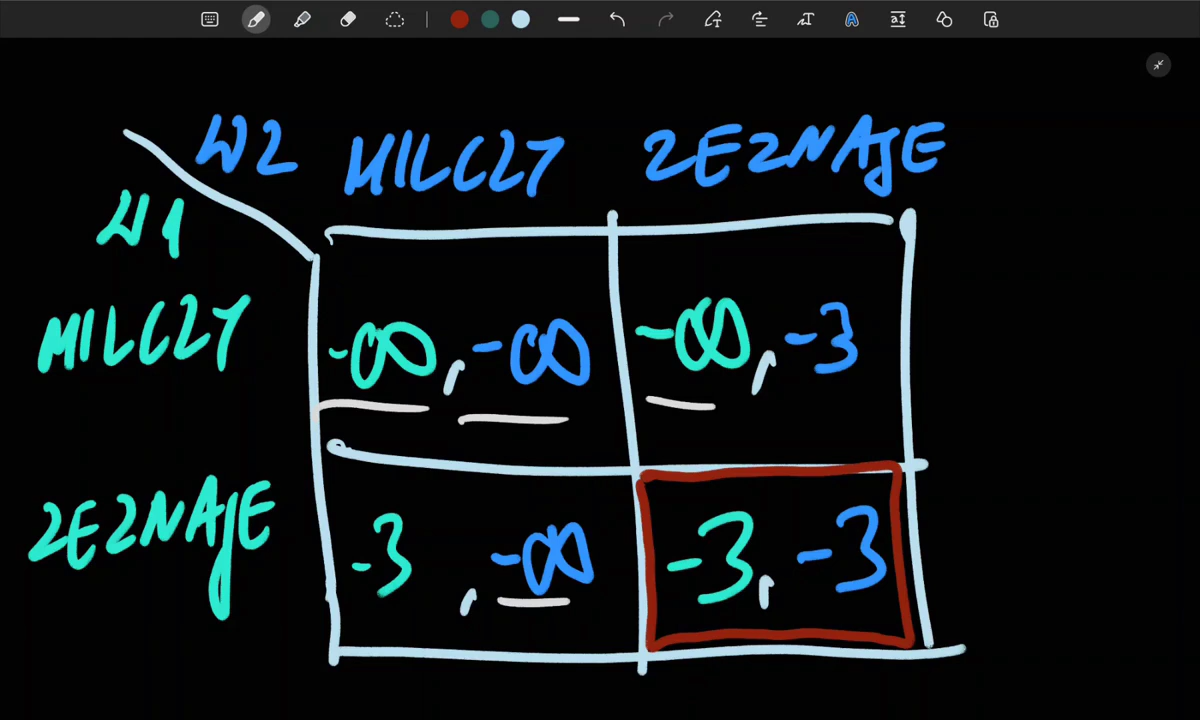 W2 MILCZY ZEZNAJE
W1
MILCZY -∞, -∞ -∞, -3
ZEZNAJE -3, -∞ -3, -3